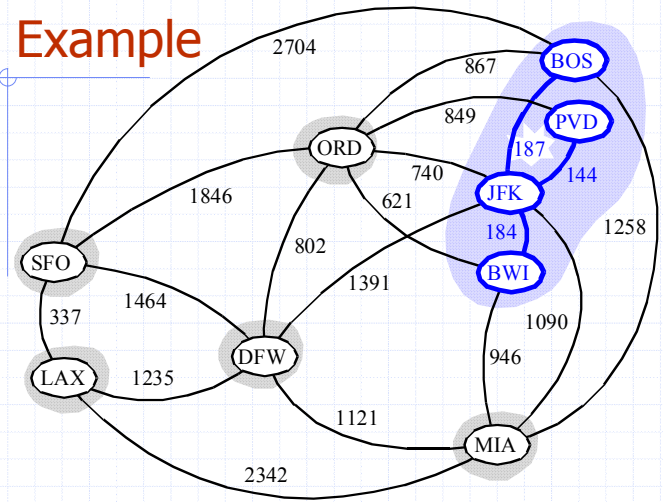 Example
2704
BOS
867
PVD
849
ORD
187
740
144
JFK
1846
621
184
1258
802
SFO
BWI
1391
1464
337
1090
DFW
946
LAX
1235
1121
MIA
2342